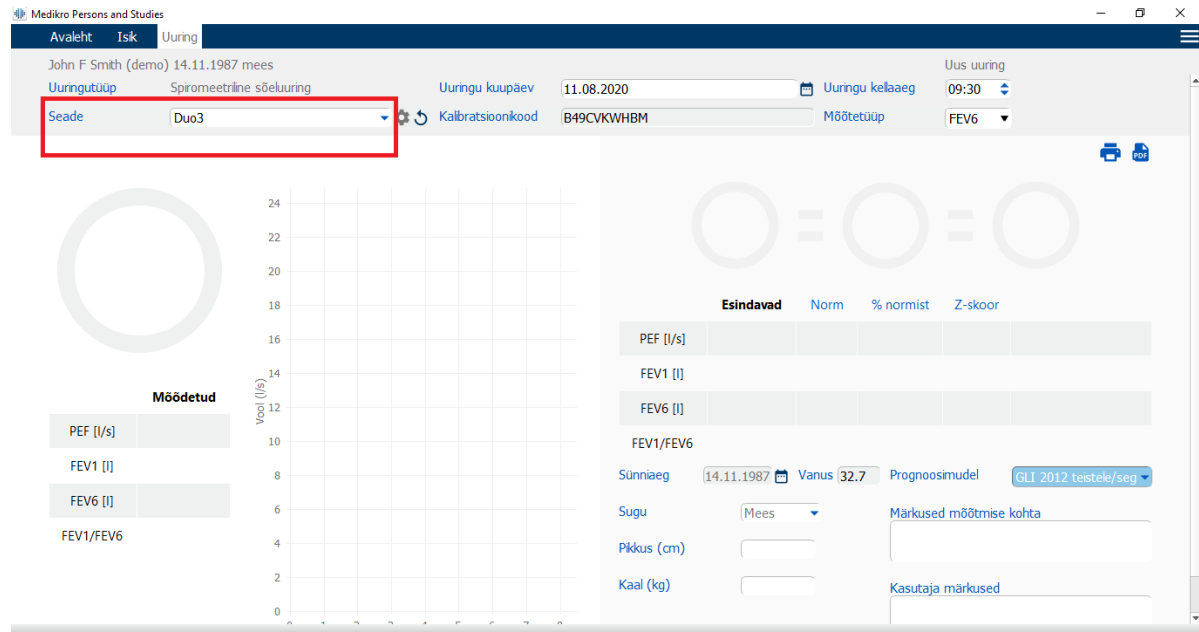 Medikro Persons and Studies
Avaleht Isik Uuring
John F Smith (demo) 14.11.1987 mees Uus uuring
Uuringutüüp Spiromeetriline sõeluuring Uuringu kuupäev 11.08.2020 Uuringu kellaaeg 09:30
Seade Duo3 Kalibratsioonikood B49CVKWHBM Mõõtetüüp FEV6
PDF
24
22
20
18
16
14
12
10
8
6
4
2
0
Vool (l/s)
Mõõdetud
PEF [l/s]
FEV1 [l]
FEV6 [l]
FEV1/FEV6
Esindavad Norm % normist Z-skoor
PEF [l/s]
FEV1 [l]
FEV6 [l]
FEV1/FEV6
Sünniaeg 14.11.1987 Vanus 32.7 Prognoosimudel GLI 2012 teistele/seg
Sugu Mees Märkused mõõtmise kohta
Pikkus (cm)
Kaal (kg) Kasutaja märkused